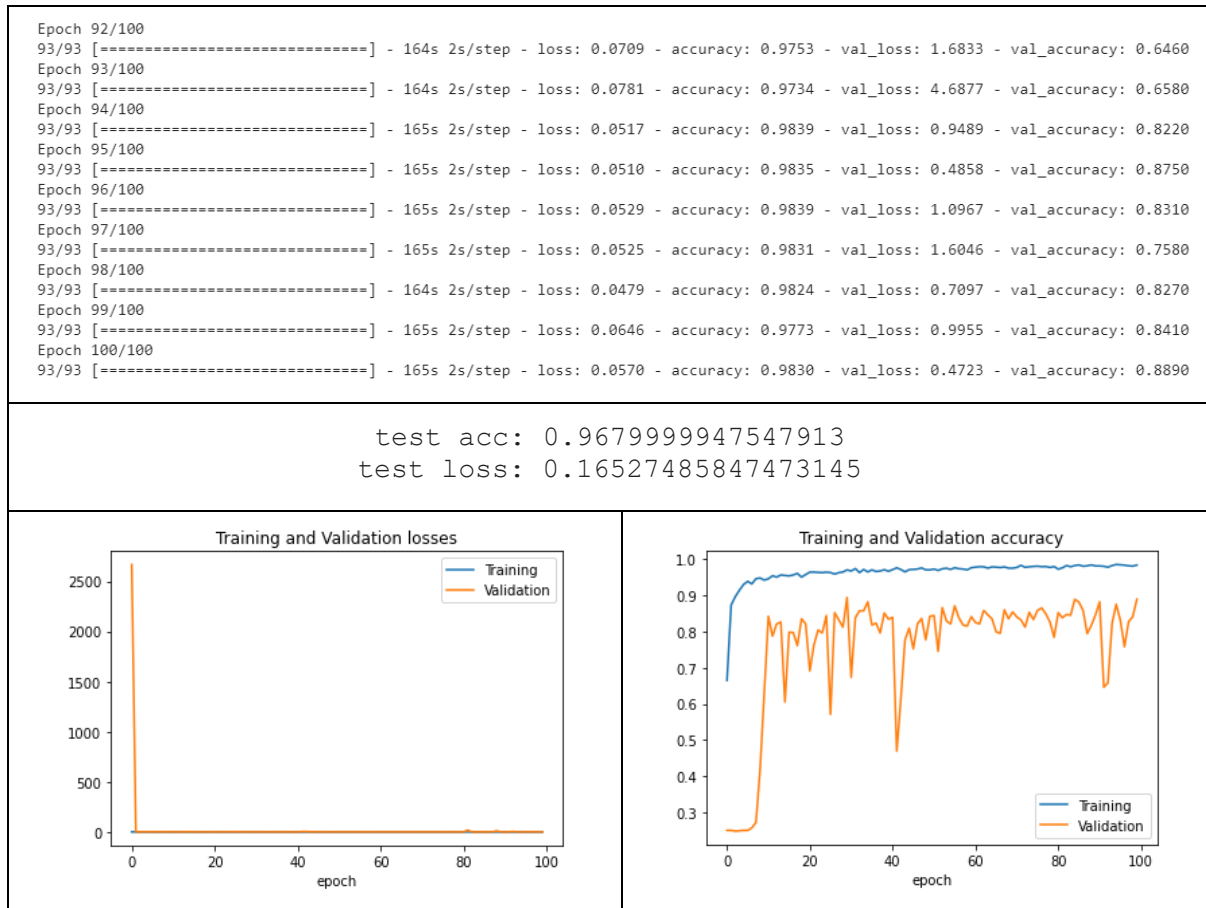 Epoch 92/100
93/93 [==============================] - 164s 2s/step - loss: 0.0709 - accuracy: 0.9753 - val_loss: 1.6833 - val_accuracy: 0.6460
Epoch 93/100
93/93 [==============================] - 164s 2s/step - loss: 0.0781 - accuracy: 0.9734 - val_loss: 4.6877 - val_accuracy: 0.6580
Epoch 94/100
93/93 [==============================] - 165s 2s/step - loss: 0.0517 - accuracy: 0.9839 - val_loss: 0.9489 - val_accuracy: 0.8220
Epoch 95/100
93/93 [==============================] - 165s 2s/step - loss: 0.0510 - accuracy: 0.9835 - val_loss: 0.4858 - val_accuracy: 0.8750
Epoch 96/100
93/93 [==============================] - 165s 2s/step - loss: 0.0529 - accuracy: 0.9839 - val_loss: 1.0967 - val_accuracy: 0.8310
Epoch 97/100
93/93 [==============================] - 165s 2s/step - loss: 0.0525 - accuracy: 0.9831 - val_loss: 1.6046 - val_accuracy: 0.7580
Epoch 98/100
93/93 [==============================] - 164s 2s/step - loss: 0.0479 - accuracy: 0.9824 - val_loss: 0.7097 - val_accuracy: 0.8270
Epoch 99/100
93/93 [==============================] - 165s 2s/step - loss: 0.0646 - accuracy: 0.9773 - val_loss: 0.9955 - val_accuracy: 0.8410
Epoch 100/100
93/93 [==============================] - 165s 2s/step - loss: 0.0570 - accuracy: 0.9830 - val_loss: 0.4723 - val_accuracy: 0.8890
test acc: 0.9679999947547913
test loss: 0.16527485847473145
Training and Validation losses
Training
Validation
2500
2000
1500
1000
500
0
0 20 40 60 80 100
epoch
Training and Validation accuracy
1.0
0.9
0.8
0.7
0.6
0.5
0.4
0.3
Training
Validation
0 20 40 60 80 100
epoch